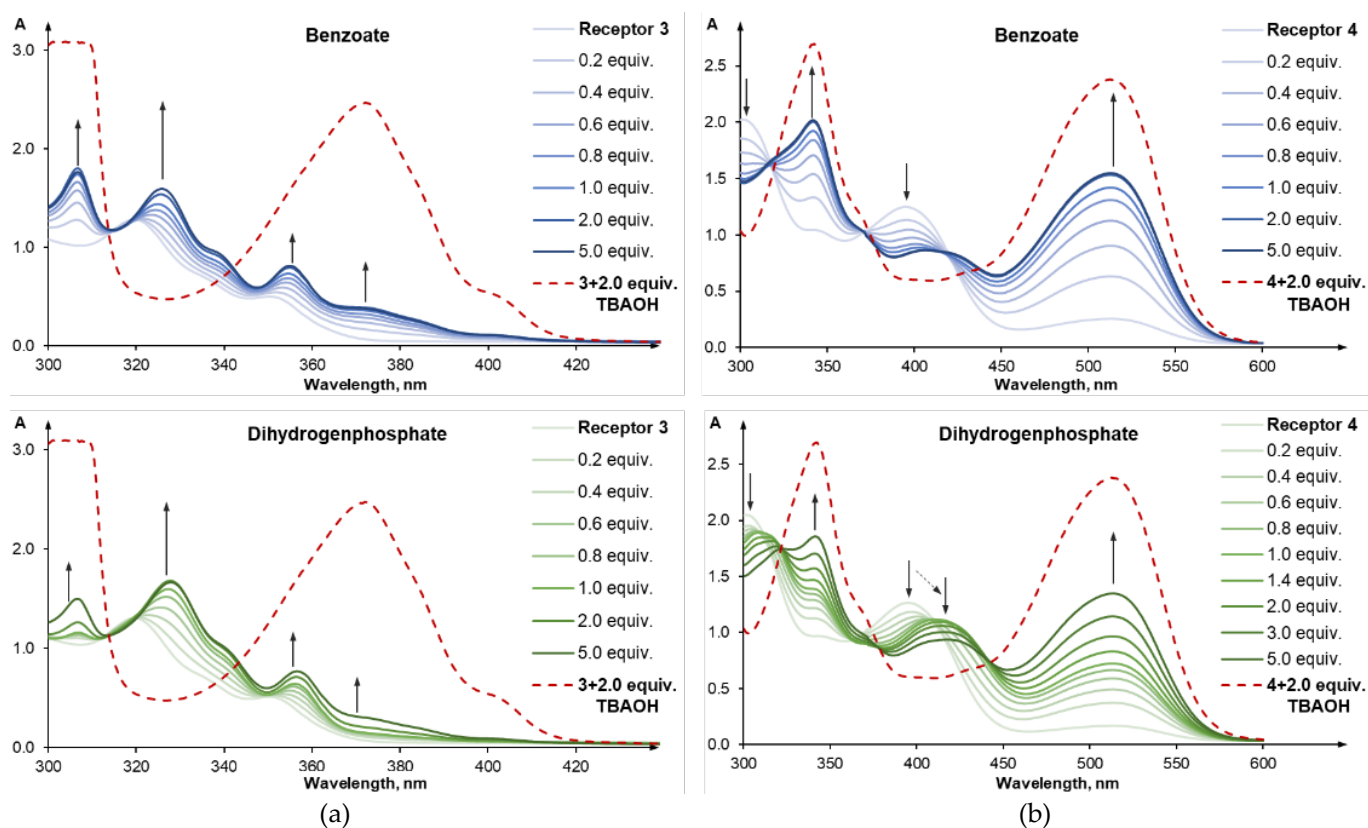 A
Benzoate
Receptor 3
0.2 equiv.
0.4 equiv.
0.6 equiv.
0.8 equiv.
1.0 equiv.
2.0 equiv.
5.0 equiv.
3+2.0 equiv.
TBAOH
3.0
2.0
1.0
0.0
300 320 340 360 380 400 420
Wavelength, nm
A
Benzoate
Receptor 4
0.2 equiv.
0.4 equiv.
0.6 equiv.
0.8 equiv.
1.0 equiv.
2.0 equiv.
5.0 equiv.
4+2.0 equiv.
TBAOH
2.5
2.0
1.5
1.0
0.5
0.0
300 350 400 450 500 550 600
Wavelength, nm
A
Dihydrogenphosphate
Receptor 3
0.2 equiv.
0.4 equiv.
0.6 equiv.
0.8 equiv.
1.0 equiv.
2.0 equiv.
5.0 equiv.
3+2.0 equiv.
TBAOH
3.0
2.0
1.0
0.0
300 320 340 360 380 400 420
Wavelength, nm
(a)
A
Dihydrogenphosphate
Receptor 4
0.2 equiv.
0.4 equiv.
0.6 equiv.
0.8 equiv.
1.0 equiv.
1.4 equiv.
2.0 equiv.
3.0 equiv.
5.0 equiv.
4+2.0 equiv.
TBAOH
2.5
2.0
1.5
1.0
0.5
0.0
300 350 400 450 500 550 600
Wavelength, nm
(b)